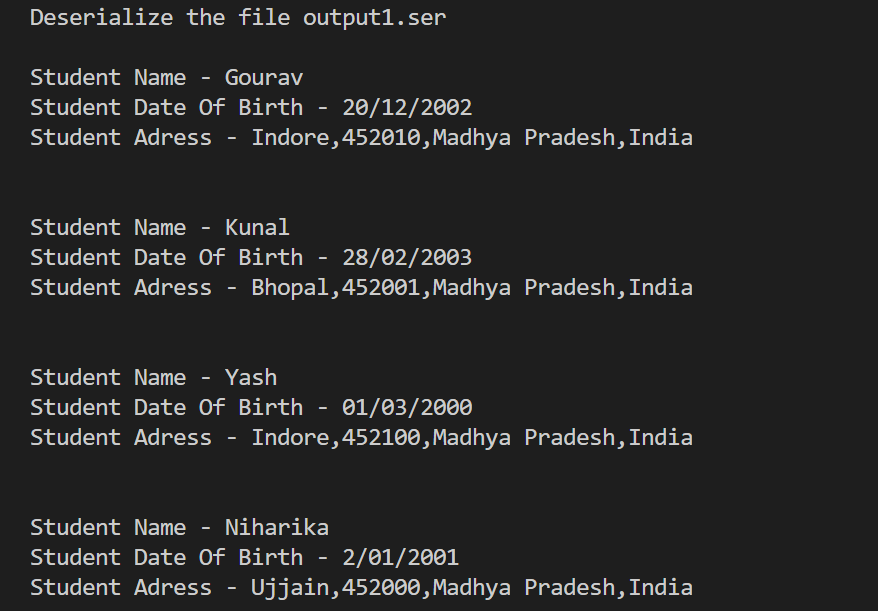 Deserialize the file output1.ser
Student Name - Gourav
Student Date Of Birth - 20/12/2002
Student Adress - Indore,452010,Madhya Pradesh,India
Student Name - Kunal
Student Date Of Birth - 28/02/2003
Student Adress - Bhopal,452001,Madhya Pradesh,India
Student Name - Yash
Student Date Of Birth - 01/03/2000
Student Adress - Indore,452100,Madhya Pradesh,India
Student Name - Niharika
Student Date Of Birth - 2/01/2001
Student Adress - Ujjain,452000,Madhya Pradesh,India